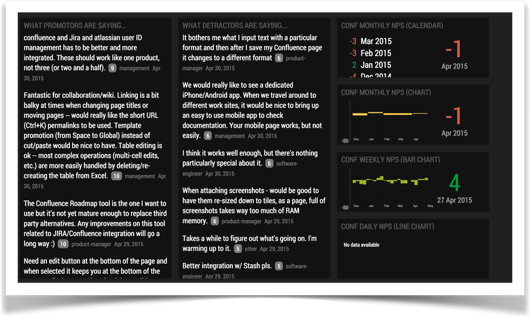 WHAT PROMOTERS ARE SAYING...
confluence and Jira and atlassian user ID
management has to be better and more
integrated. These should work like one product,
not three (or two and a half). 9 management Apr
30, 2015
Fantastic for collaboration/wiki. Linking is a bit
balky at times when changing page titles or
moving pages -- would really like the short URL
(Ctrl+K) permalinks to be used. Template
promotion (from Space to Global) instead of
cut/paste would be nice to have. Table editing is
ok -- most complex operations (multi-cell edits,
etc.) are more easily handled by deleting/re-
creating the table from Excel. 10 management Apr
30, 2015
The Confluence Roadmap tool is the one I want to
use but it's not yet mature enough to replace third
party alternatives. Any improvements on this tool
related to JIRA/Confluence integration will go a
long way :) 10 product-manager Apr 29, 2015
Need an edit button at the bottom of the page and
when selected it keeps you at the bottom of the
WHAT DETRACTORS ARE SAYING...
It bothers me what I input text with a particular
format and then after I save my Confluence page
it changes to a different format 6 product-
manager Apr 30, 2015
We would really like to see a dedicated
iPhone/Android app. When we travel around to
different work sites, it would be nice to bring up
an easy to use mobile app to check
documentation. Your mobile page works, but not
easily. 5 management Apr 30, 2015
I think it works well enough, but there's nothing
particularly special about it. 6 software-
engineer Apr 30, 2015
When attaching screenshots - would be good to
have them re-sized down to tiles, as a page, full of
screenshots takes way too much of RAM
memory. 6 product-manager Apr 29, 2015
Takes a while to figure out what's going on. I'm
warming up to it. 5 other Apr 29, 2015
Better integration w/ Stash pls. 5 software-
engineer Apr 29, 2015
CONF MONTHLY NPS (CALENDAR)
-3 Mar 2015
-3 Feb 2015
2 Jan 2015
-4 Dec 2014
-1
Apr 2015
CONF MONTHLY NPS (CHART)
-1
Apr 2015
CONF WEEKLY NPS (BAR CHART)
4
27 Apr 2015
CONF DAILY NPS (LINE CHART)
No data available